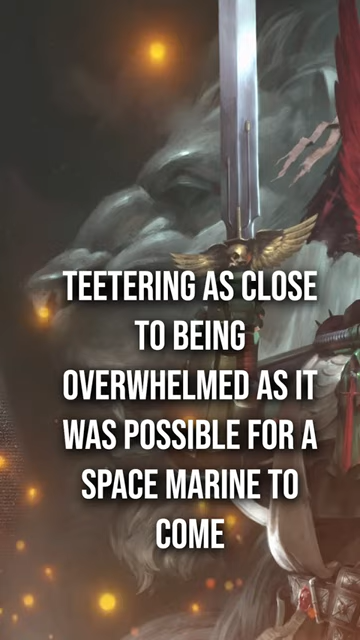 TEETERING AS CLOSE
TO BEING
OVERWHELMED AS IT
WAS POSSIBLE FOR A
SPACE MARINE TO
COME